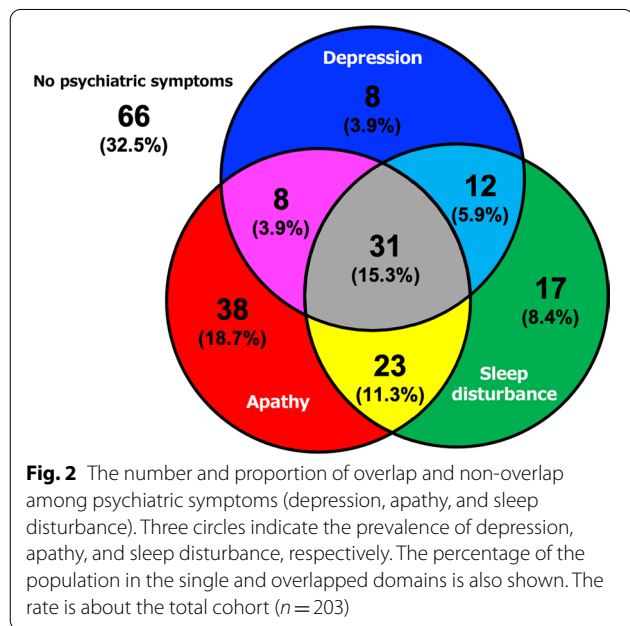 Depression
No psychiatric symptoms
66
(32.5%)
8
(3.9%)
8
(3.9%)
12
(5.9%)
31
(15.3%)
38
(18.7%)
17
(8.4%)
23
(11.3%)
Apathy
Sleep
disturbance
Fig. 2 The number and proportion of overlap and non-overlap
among psychiatric symptoms (depression, apathy, and sleep
disturbance). Three circles indicate the prevalence of depression,
apathy, and sleep disturbance, respectively. The percentage of the
population in the single and overlapped domains is also shown. The
rate is about the total cohort (n = 203)